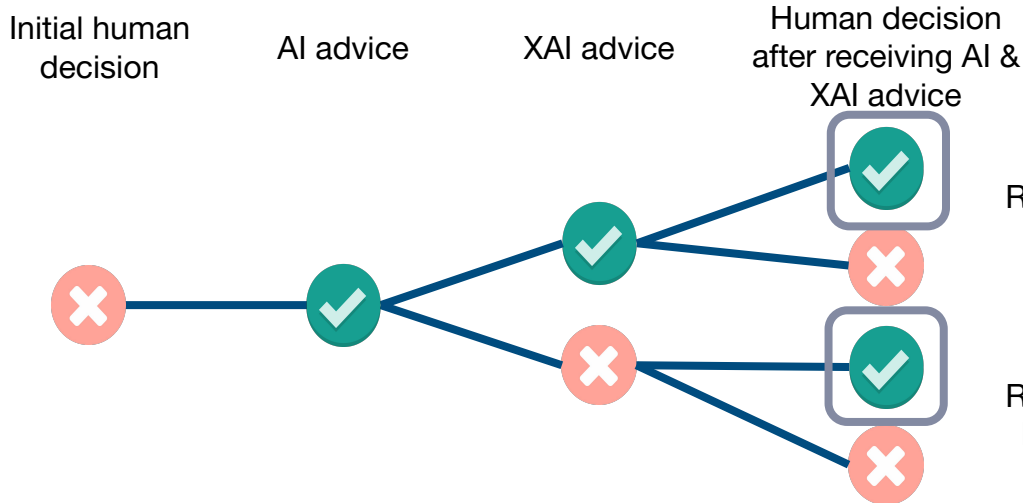 Initial human
decision
AI advice
XAI advice
Human decision
after receiving AI &
XAI advice
R
R